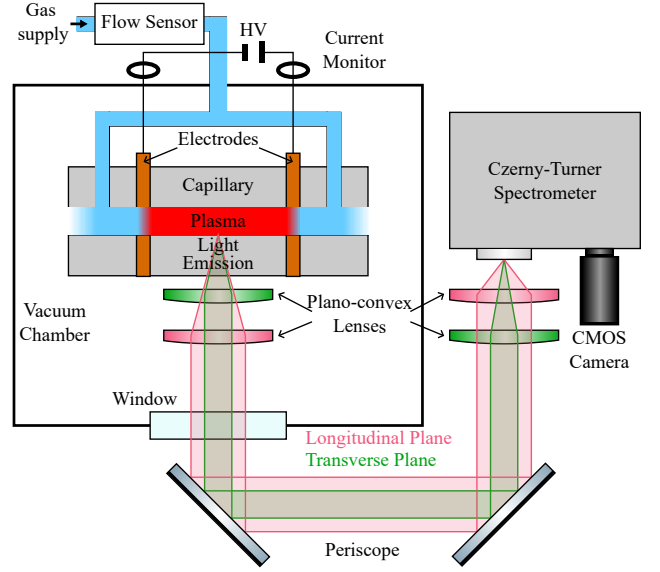 Gas
supply
Flow Sensor
HV
Current
Monitor
Electrodes
Capillary
Plasma
Light
Emission
Czerny-Turner
Spectrometer
Plano-convex
Lenses
Vacuum
Chamber
CMOS
Camera
Window
Longitudinal Plane
Transverse Plane
Periscope